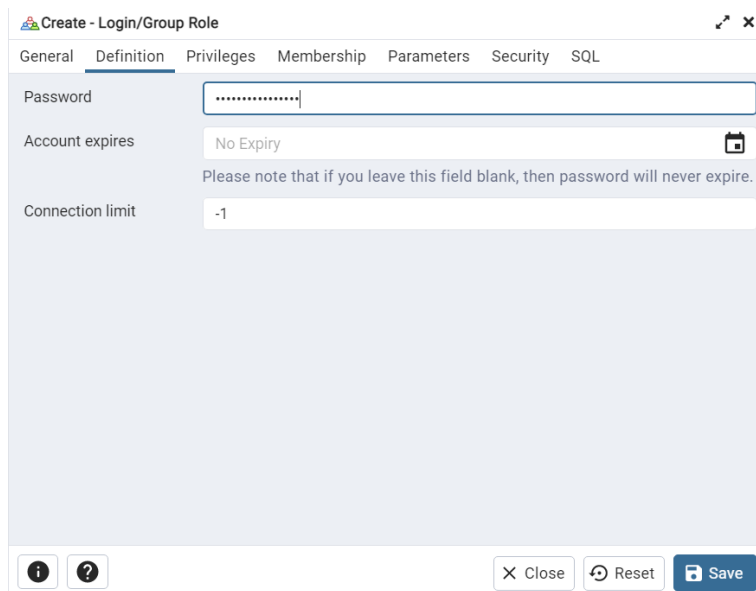 Create - Login/Group Role
General Definition Privileges Membership Parameters Security SQL
Password ••••••••••••••••
Account expires No Expiry
Please note that if you leave this field blank, then password will never expire.
Connection limit -1
Close Reset Save